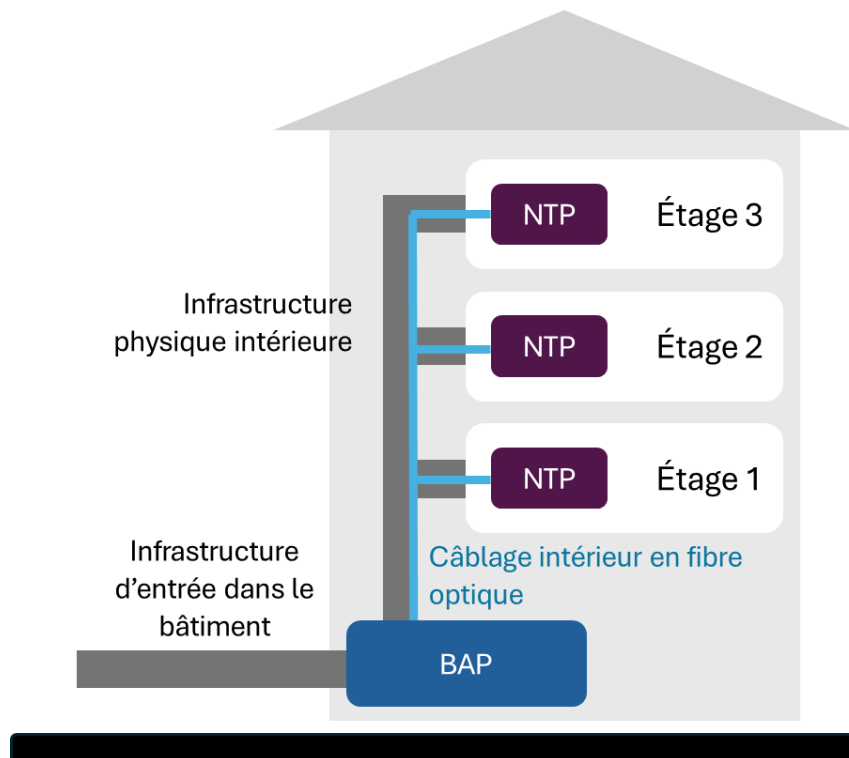 NTP
Étage 3
Infrastructure
physique intérieure
NTP
Étage 2
NTP
Étage 1
Infrastructure
d’entrée dans le
bâtiment
Câblage intérieur en fibre
optique
BAP